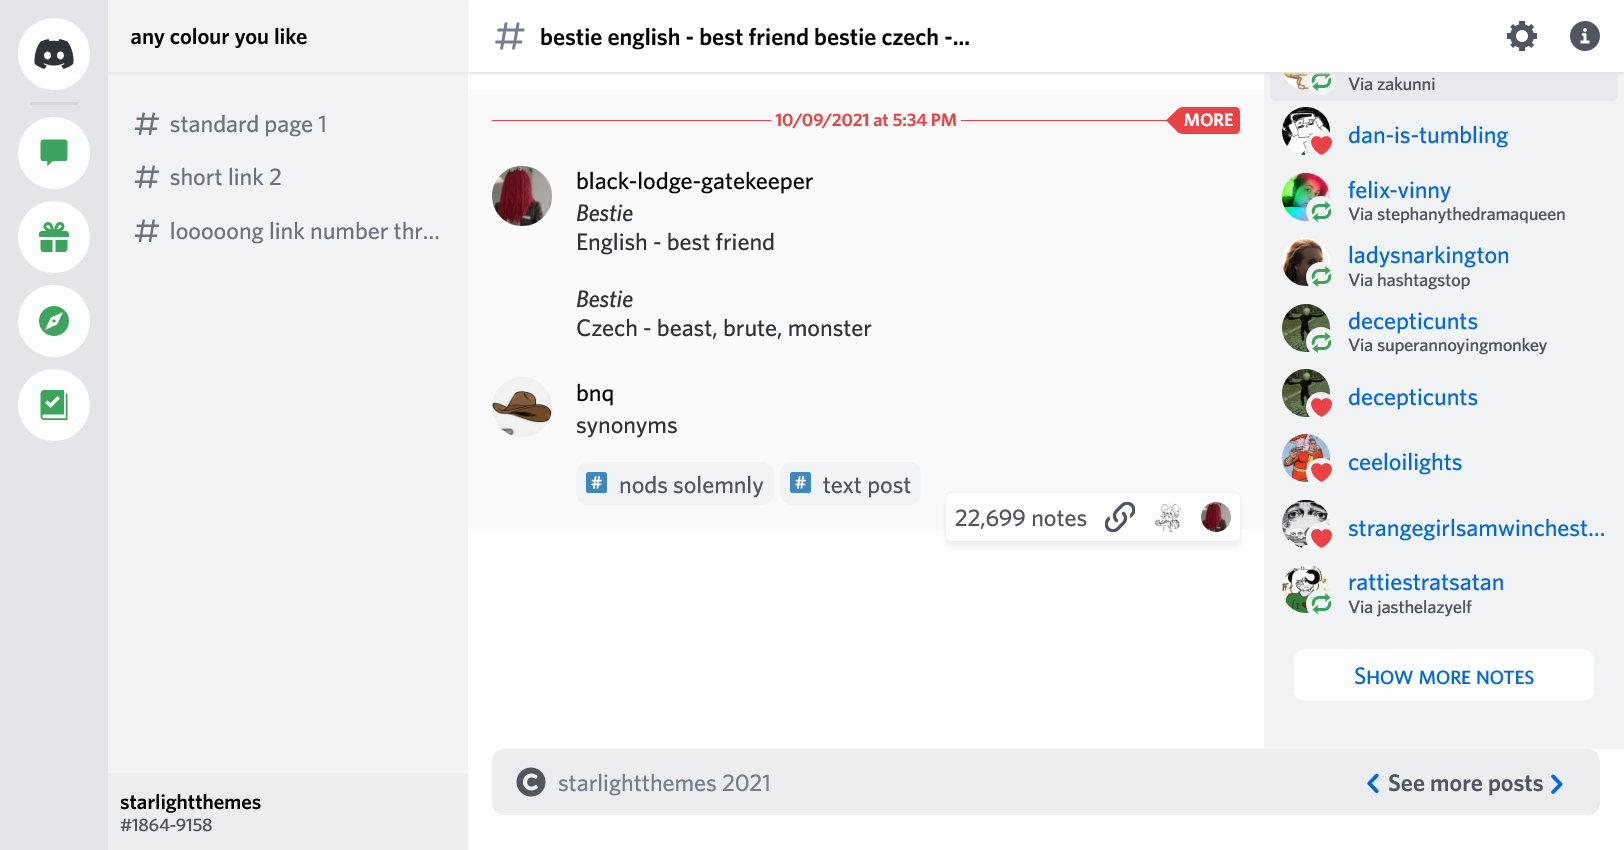 any colour you like
bestie english - best friend bestie czech -...
standard page 1
short link 2
looooong link number thr...
starlightthemes
#1864-9158
10/09/2021 at 5:34 PM
MORE
black-lodge-gatekeeper
Bestie
English - best friend
Bestie
Czech - beast, brute, monster
bnq
synonyms
# nods solemnly
# text post
22,699 notes
Via zakunni
dan-is-tumbling
felix-vinny
Via stephanythedramaqueen
ladysnarkington
Via hashtagstop
decepticunts
Via superannoyingmonkey
decepticunts
ceeloilights
strangegirlsamwinchest...
rattiestratsatan
Via jasthelazyelf
SHOW MORE NOTES
starlightthemes 2021
See more posts